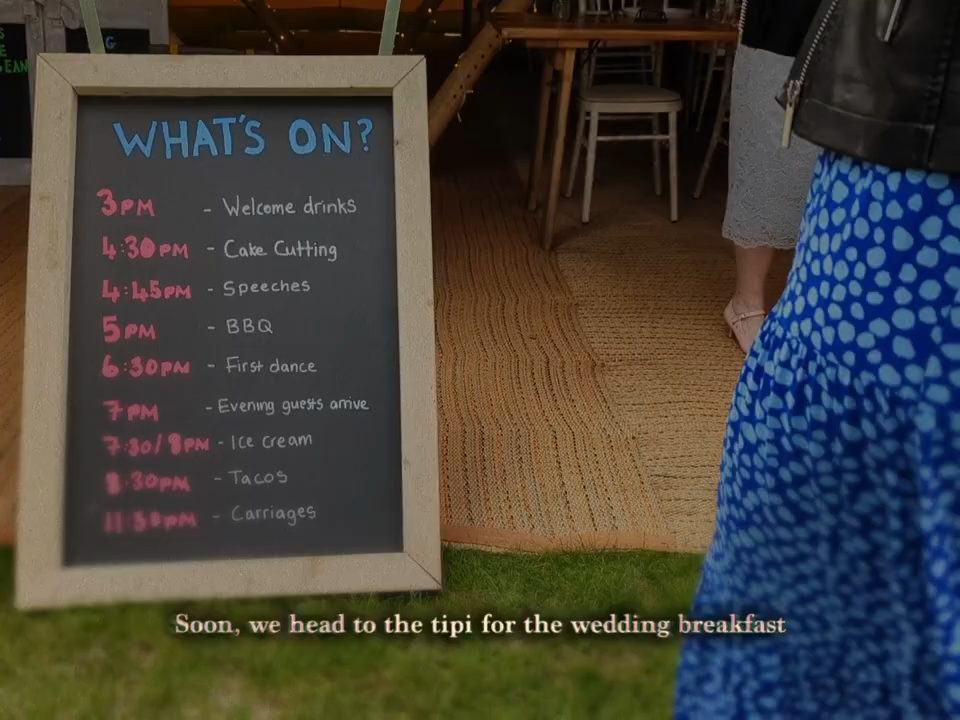 WHAT'S ON?
3PM - Welcome drinks
4:30PM - Cake Cutting
4:45PM - Speeches
5PM - BBQ
6:30PM - First dance
7PM - Evening guests arrive
7:30/8PM - Ice cream
8:30PM - Tacos
11:30PM - Carriages
Soon, we head to the tipi for the wedding breakfast